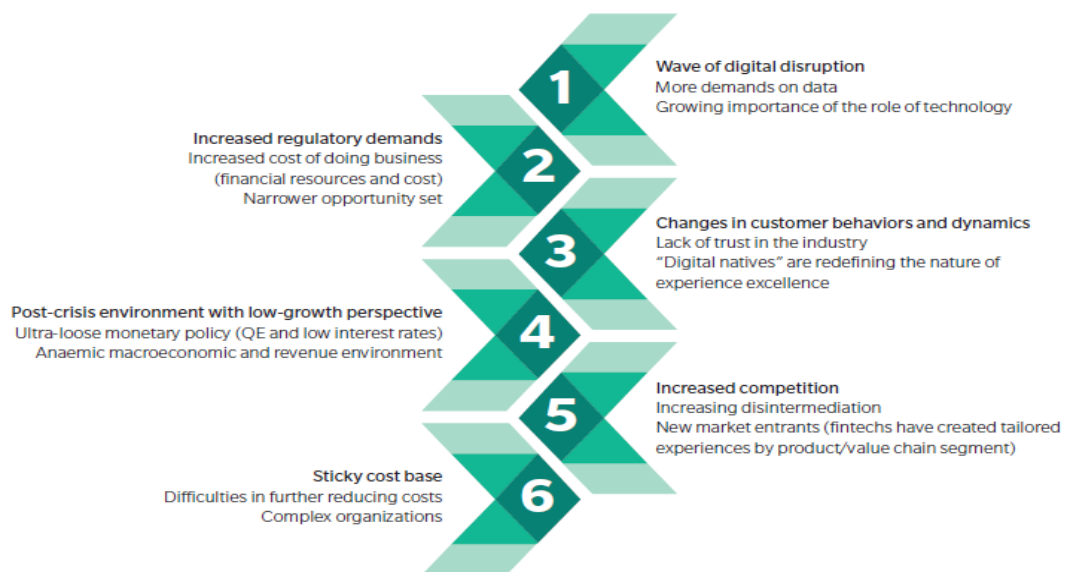 1
Wave of digital disruption
More demands on data
Growing importance of the role of technology
2
Increased regulatory demands
Increased cost of doing business
(financial resources and cost)
Narrower opportunity set
3
Changes in customer behaviors and dynamics
Lack of trust in the industry
“Digital natives” are redefining the nature of
experience excellence
4
Post-crisis environment with low-growth perspective
Ultra-loose monetary policy (QE and low interest rates)
Anaemic macroeconomic and revenue environment
5
Increased competition
Increasing disintermediation
New market entrants (fintechs have created tailored
experiences by product/value chain segment)
6
Sticky cost base
Difficulties in further reducing costs
Complex organizations